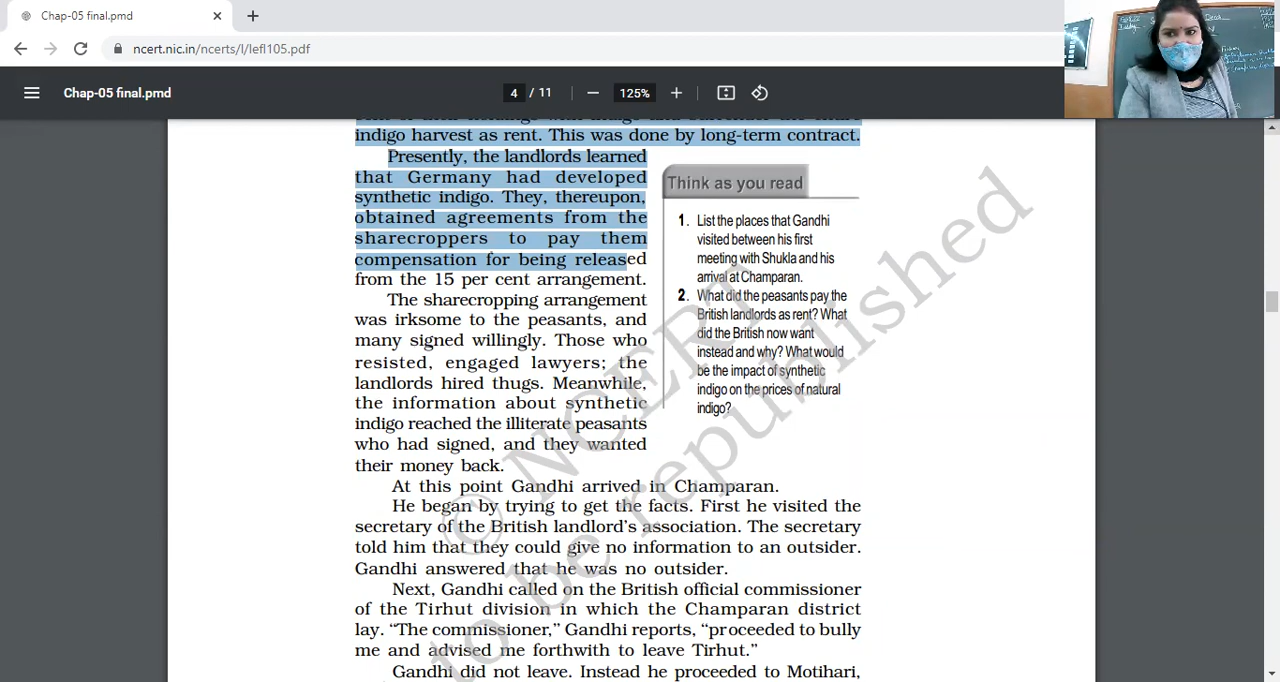 Chap-05 final.pmd
ncert.nic.in/ncerts/l/lefl105.pdf
Chap-05 final.pmd
4 / 11
125%
indigo harvest as rent. This was done by long-term contract.
Presently, the landlords learned
that Germany had developed
synthetic indigo. They, thereupon,
obtained agreements from the
sharecroppers to pay them
compensation for being released
from the 15 per cent arrangement.
The sharecropping arrangement
was irksome to the peasants, and
many signed willingly. Those who
resisted, engaged lawyers; the
landlords hired thugs. Meanwhile,
the information about synthetic
indigo reached the illiterate peasants
who had signed, and they wanted
their money back.
Think as you read
1. List the places that Gandhi
visited between his first
meeting with Shukla and his
arrival at Champaran.
2. What did the peasants pay the
British landlords as rent? What
did the British now want
instead and why? What would
be the impact of synthetic
indigo on the prices of natural
indigo?
At this point Gandhi arrived in Champaran.
He began by trying to get the facts. First he visited the
secretary of the British landlord's association. The secretary
told him that they could give no information to an outsider.
Gandhi answered that he was no outsider.
Next, Gandhi called on the British official commissioner
of the Tirhut division in which the Champaran district
lay. "The commissioner," Gandhi reports, "proceeded to bully
me and advised me forthwith to leave Tirhut."
Gandhi did not leave. Instead he proceeded to Motihari,
© NCERT
to be republished